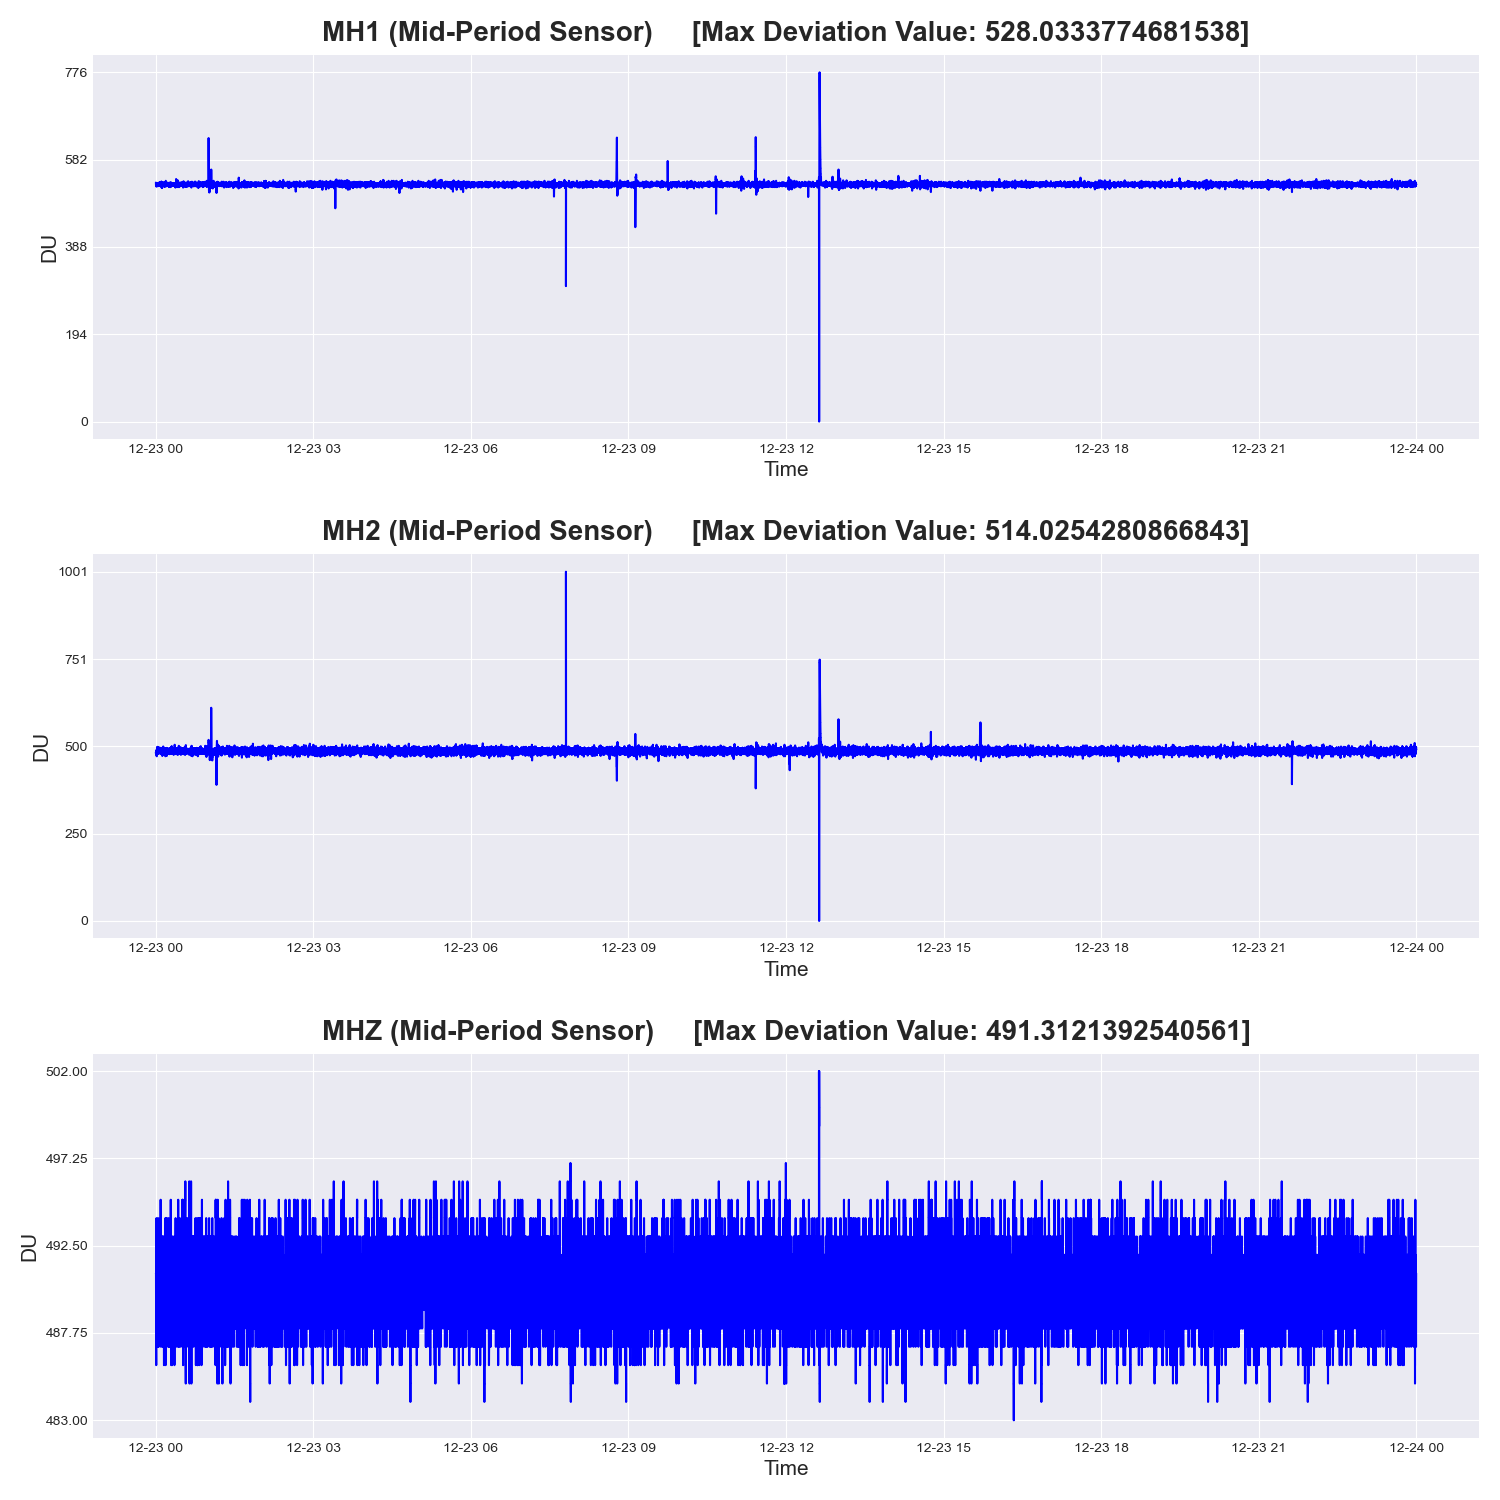 MH1 (Mid-Period Sensor) [Max Deviation Value: 528.0333774681538]
776
582
388
194
0
DU
12-23 00 12-23 03 12-23 06 12-23 09 12-23 12 12-23 15 12-23 18 12-23 21 12-24 00
Time
MH2 (Mid-Period Sensor) [Max Deviation Value: 514.0254280866843]
1001
751
500
250
0
DU
12-23 00 12-23 03 12-23 06 12-23 09 12-23 12 12-23 15 12-23 18 12-23 21 12-24 00
Time
MHZ (Mid-Period Sensor) [Max Deviation Value: 491.3121392540561]
502.00
497.25
492.50
487.75
483.00
DU
12-23 00 12-23 03 12-23 06 12-23 09 12-23 12 12-23 15 12-23 18 12-23 21 12-24 00
Time